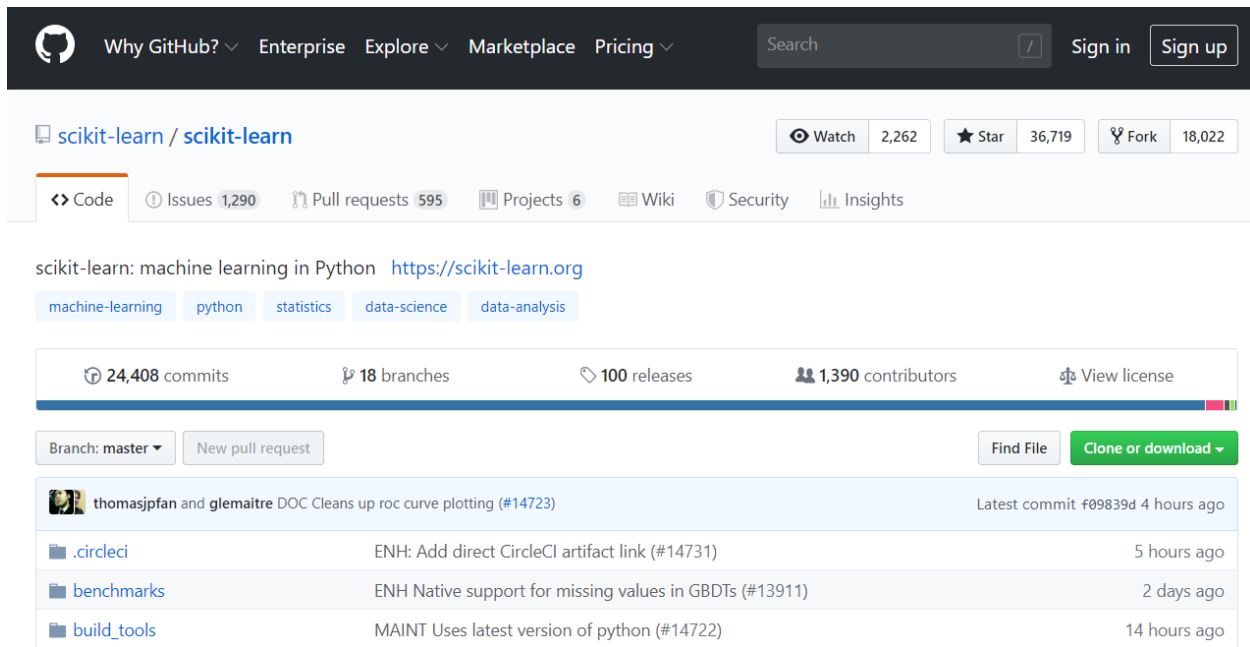 Why GitHub? Enterprise Explore Marketplace Pricing Search / Sign in Sign up
scikit-learn / scikit-learn Watch 2,262 Star 36,719 Fork 18,022
Code Issues 1,290 Pull requests 595 Projects 6 Wiki Security Insights
scikit-learn: machine learning in Python https://scikit-learn.org
machine-learning python statistics data-science data-analysis
24,408 commits 18 branches 100 releases 1,390 contributors View license
Branch: master New pull request Find File Clone or download
thomasjpfan and glemaitre DOC Cleans up roc curve plotting (#14723) Latest commit f09839d 4 hours ago
.circleci ENH: Add direct CircleCI artifact link (#14731) 5 hours ago
benchmarks ENH Native support for missing values in GBDTs (#13911) 2 days ago
build_tools MAINT Uses latest version of python (#14722) 14 hours ago